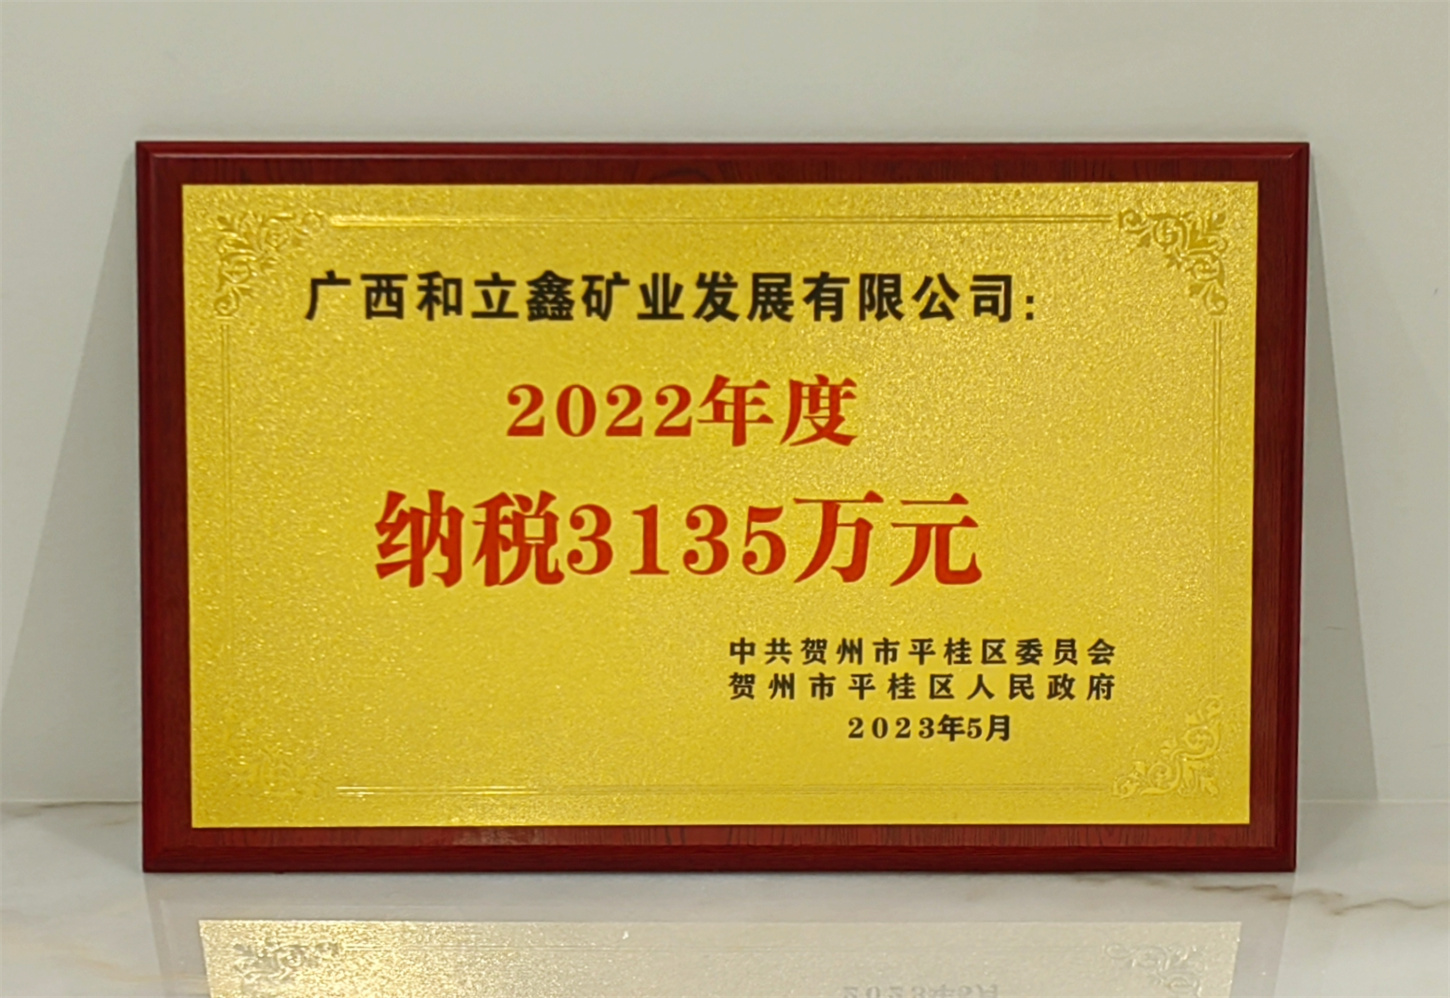 广西和立鑫矿业发展有限公司:
2022年度
纳税3135万元
中共贺州市平桂区委员会
贺州市平桂区人民政府
2023年5月